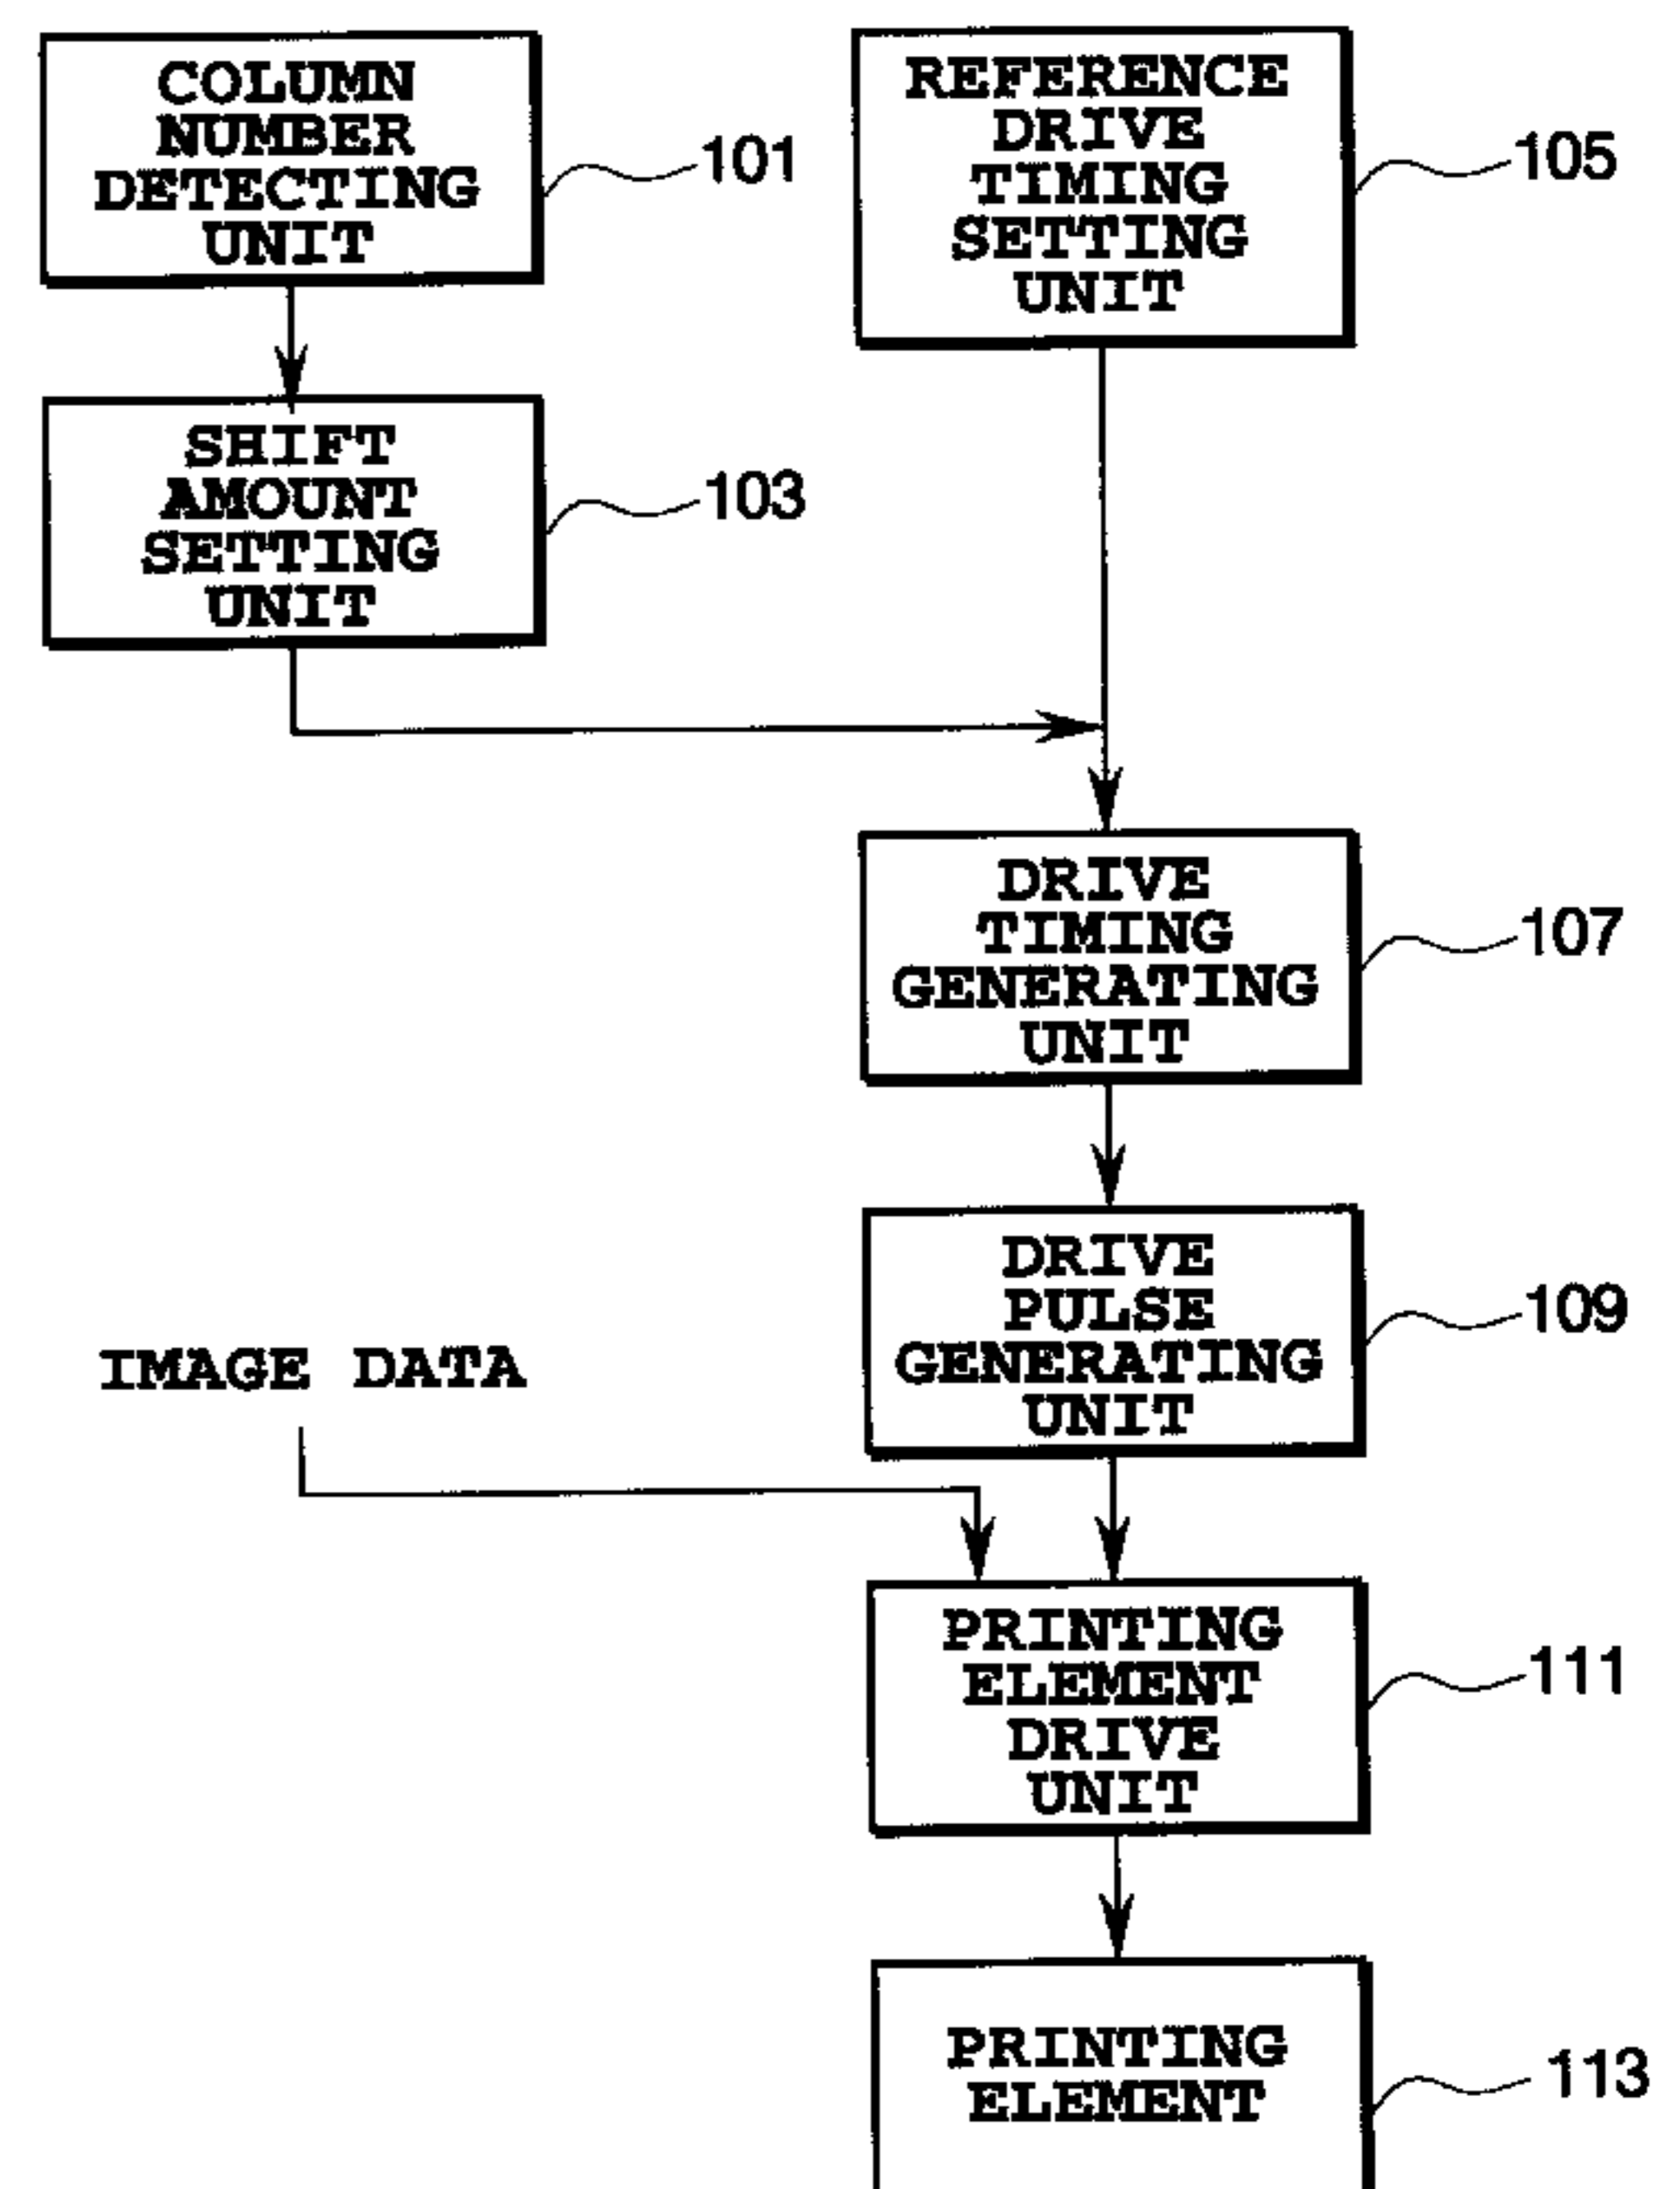 COLUMN
NUMBER
DETECTING
UNIT
101
REFERENCE
DRIVE
TIMING
SETTING
UNIT
105
SHIFT
AMOUNT
SETTING
UNIT
103
DRIVE
TIMING
GENERATING
UNIT
107
DRIVE
PULSE
GENERATING
UNIT
109
IMAGE DATA
PRINTING
ELEMENT
DRIVE
UNIT
111
PRINTING
ELEMENT
113